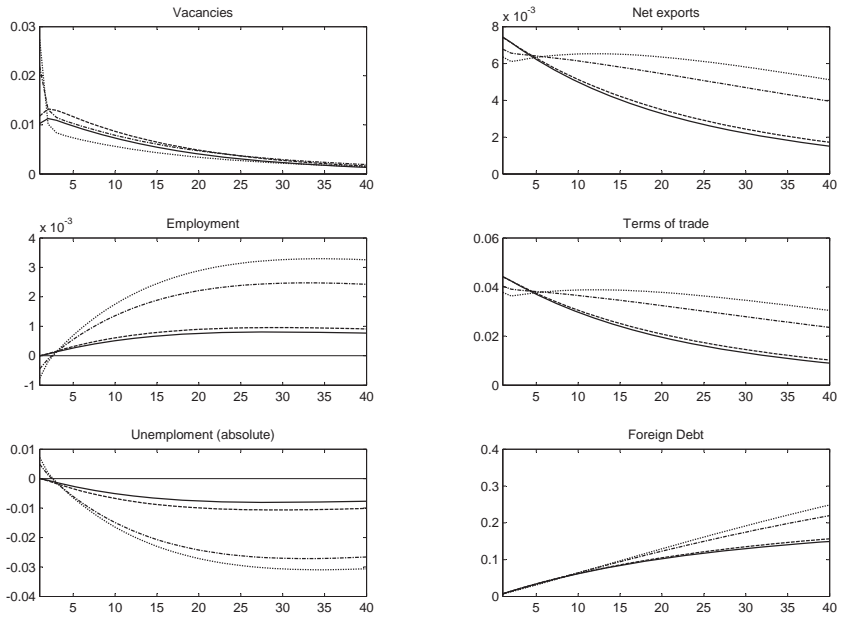 Vacancies
0.03
0.02
0.01
0
5 10 15 20 25 30 35 40
Net exports
x 10^-3
8
6
4
2
0
5 10 15 20 25 30 35 40
Employment
x 10^-3
4
3
2
1
0
-1
5 10 15 20 25 30 35 40
Terms of trade
0.06
0.04
0.02
0
5 10 15 20 25 30 35 40
Unemploment (absolute)
0.01
0
-0.01
-0.02
-0.03
-0.04
5 10 15 20 25 30 35 40
Foreign Debt
0.4
0.3
0.2
0.1
0
5 10 15 20 25 30 35 40